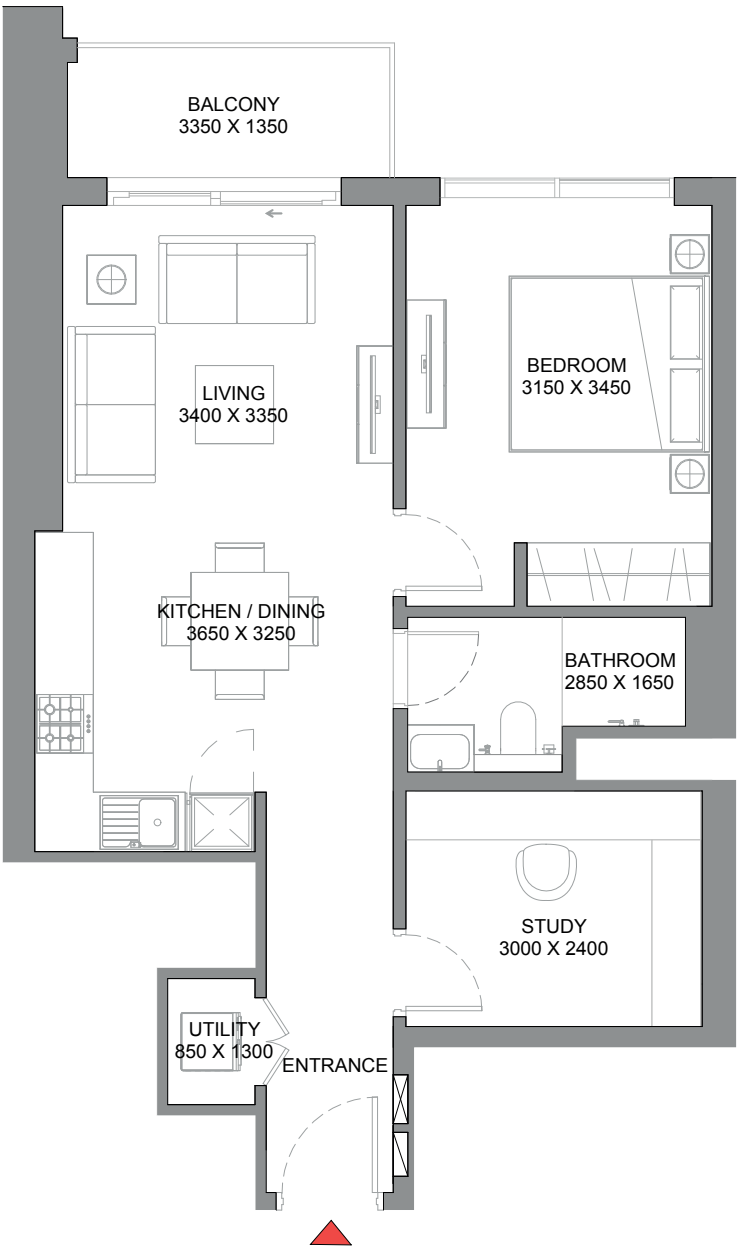 BALCONY
3350 X 1350
BEDROOM
3150 X 3450
LIVING
3400 X 3350
KITCHEN / DINING
3650 X 3250
BATHROOM
2850 X 1650
STUDY
3000 X 2400
UTILITY
850 X 1300
ENTRANCE